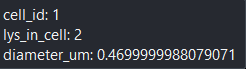 cell_id: 1
lys_in_cell: 2
diameter_um: 0.4699999988079071